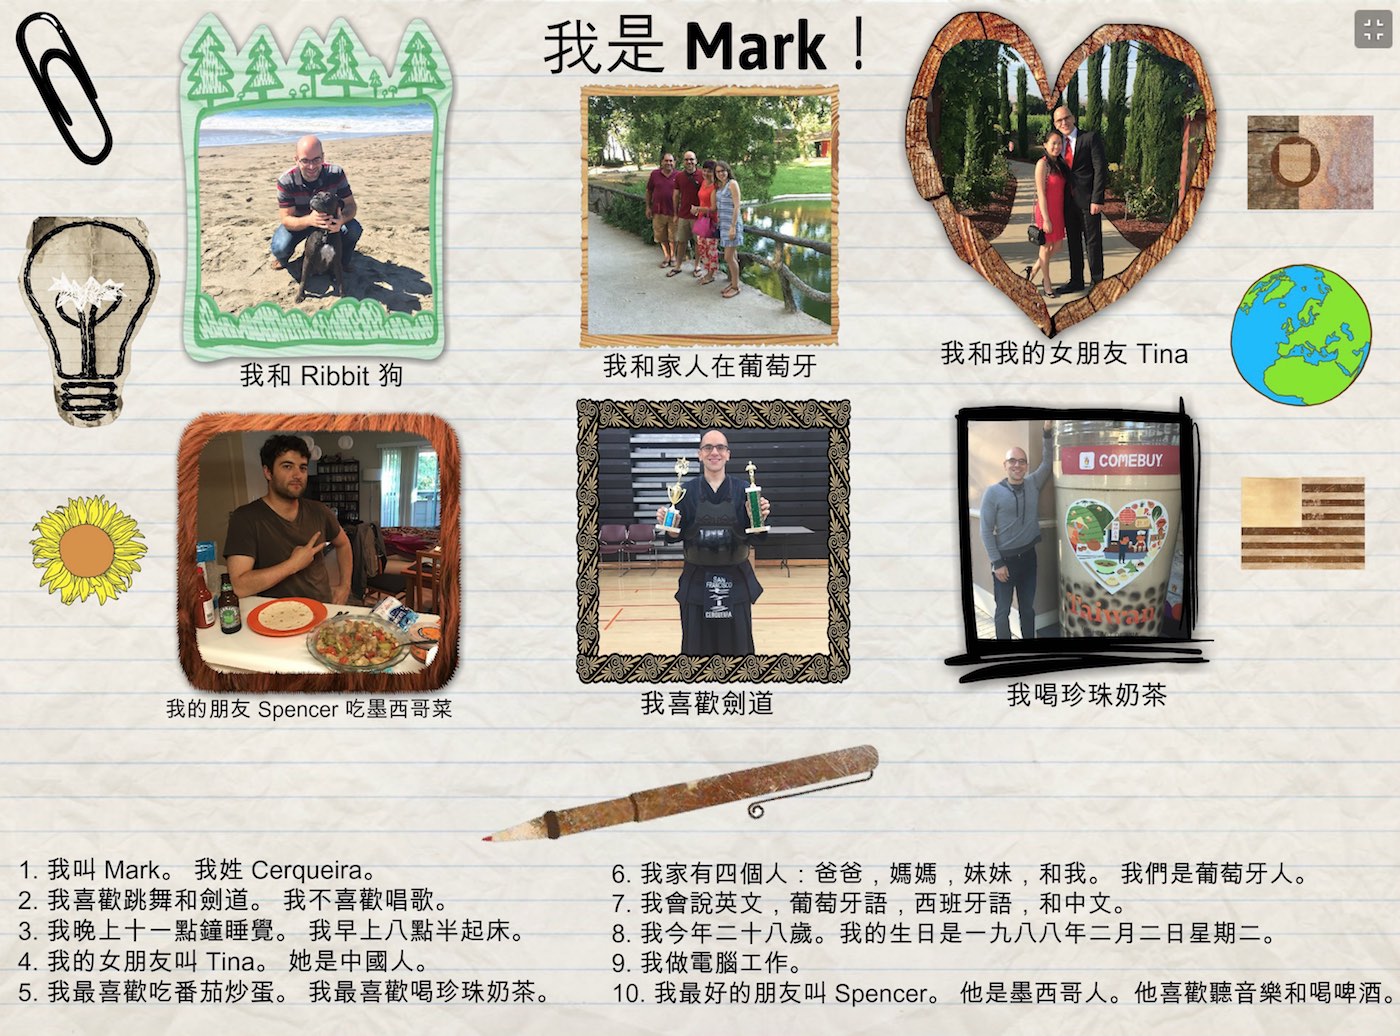 我是 Mark！
我和 Ribbit 狗
我和家人在葡萄牙
我和我的女朋友 Tina
COMEBUY
Taiwan
SAN
FRANCISCO
CERQUEIRA
我的朋友 Spencer 吃墨西哥菜
我喜歡劍道
我喝珍珠奶茶
1. 我叫 Mark。 我姓 Cerqueira。
2. 我喜歡跳舞和劍道。 我不喜歡唱歌。
3. 我晚上十一點鐘睡覺。 我早上八點半起床。
4. 我的女朋友叫 Tina。 她是中國人。
5. 我最喜歡吃番茄炒蛋。 我最喜歡喝珍珠奶茶。
6. 我家有四個人：爸爸，媽媽，妹妹，和我。 我們是葡萄牙人。
7. 我會說英文，葡萄牙語，西班牙語，和中文。
8. 我今年二十八歲。我的生日是一九八八年二月二日星期二。
9. 我做電腦工作。
10. 我最好的朋友叫 Spencer。 他是墨西哥人。他喜歡聽音樂和喝啤酒。